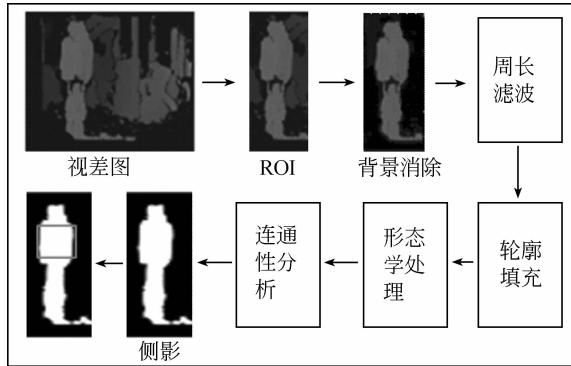 视差图
ROI
背景消除
周长
滤波
轮廓
填充
形态
学处
理
连通
性分
析
侧影